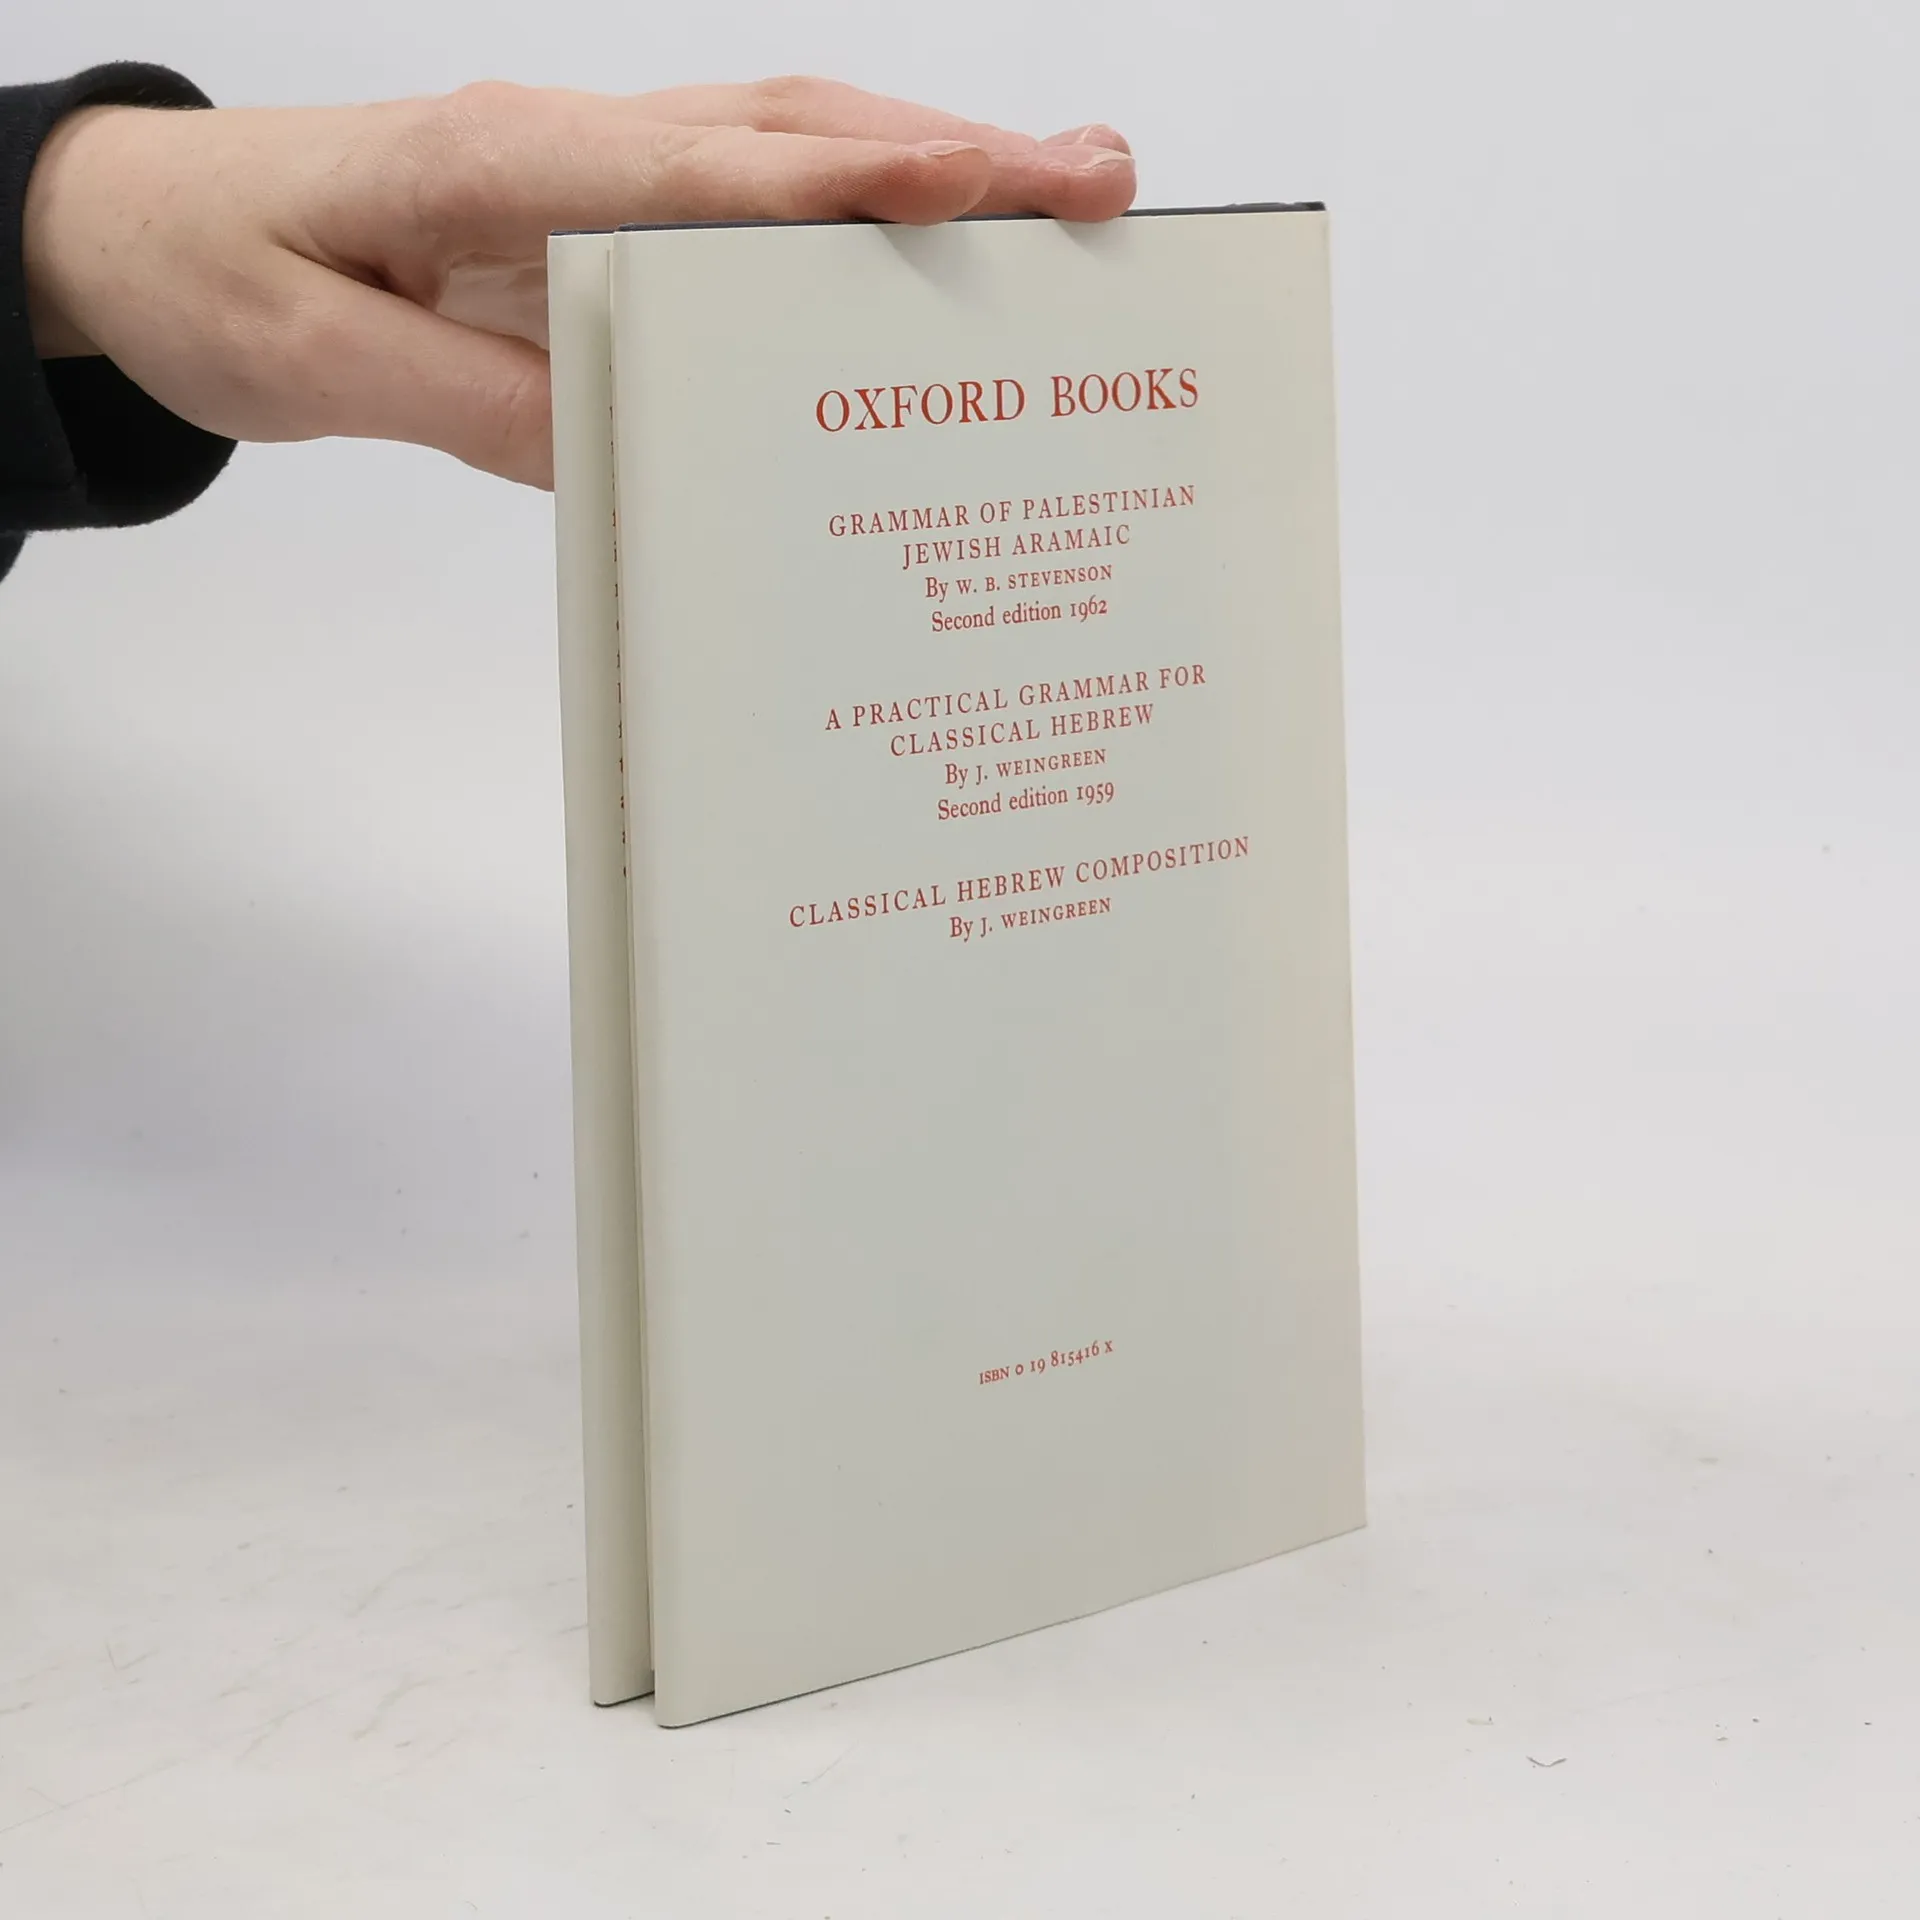 OXFORD BOOKS
GRAMMAR OF PALESTINIAN
JEWISH ARAMAIC
By W. B. STEVENSON
Second edition 1962
A PRACTICAL GRAMMAR FOR
CLASSICAL HEBREW
By J. WEINGREEN
Second edition 1959
CLASSICAL HEBREW COMPOSITION
By J. WEINGREEN
ISBN 0 19 815416 X